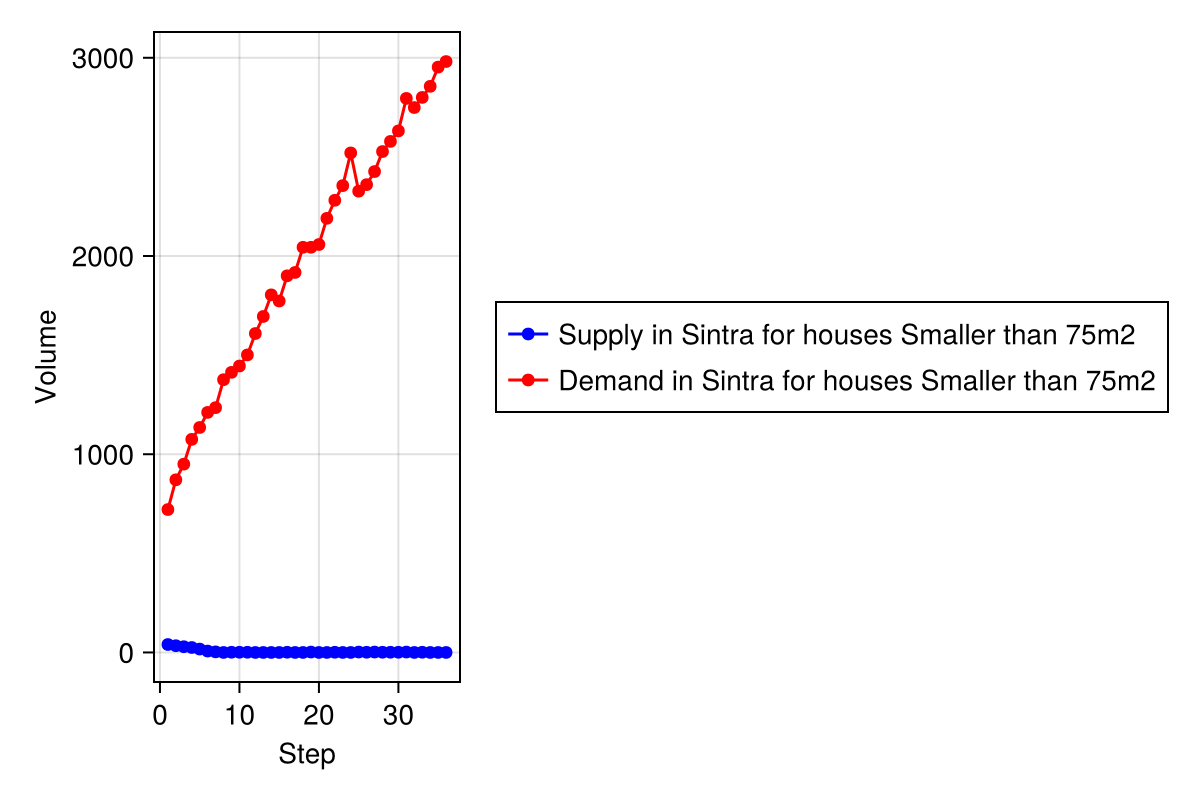 3000
2000
1000
0
Volume
0 10 20 30
Step
Supply in Sintra for houses Smaller than 75m2
Demand in Sintra for houses Smaller than 75m2